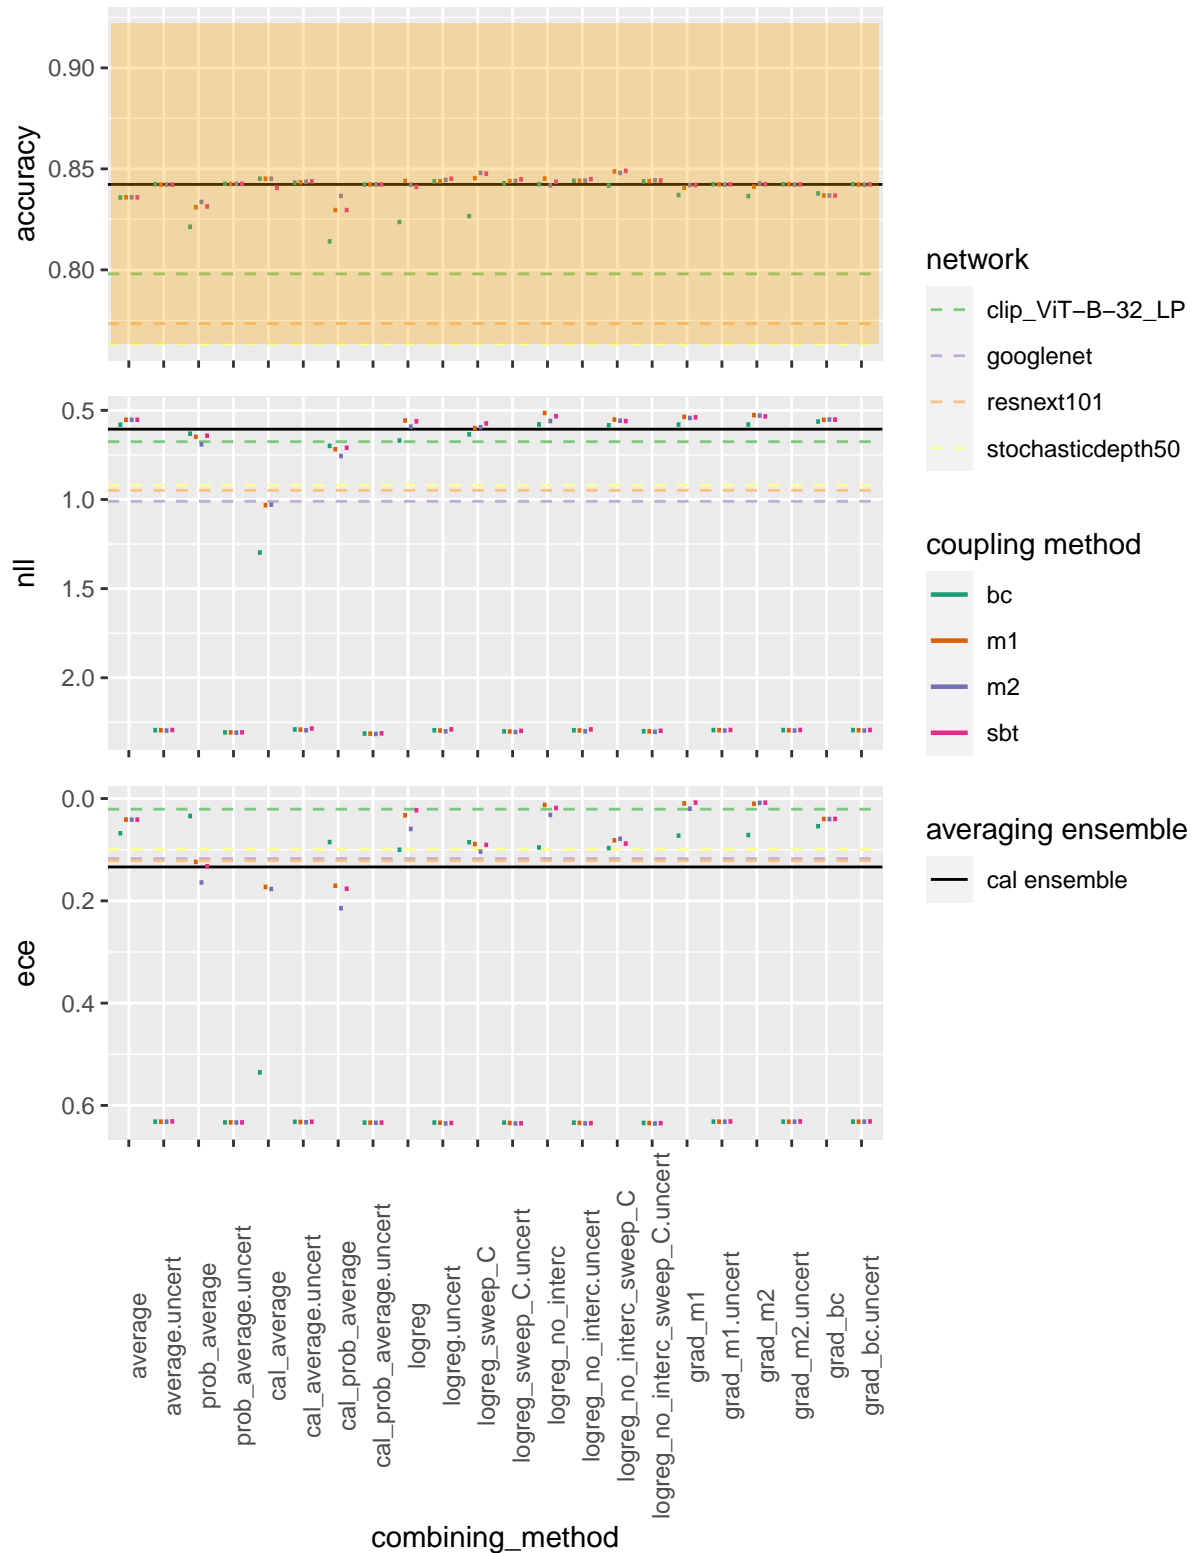 accuracy
0.90
0.85
0.80
nll
0.5
1.0
1.5
2.0
ece
0.0
0.2
0.4
0.6
average
average.uncert
prob_average
prob_average.uncert
cal_average
cal_average.uncert
cal_prob_average
cal_prob_average.uncert
logreg
logreg.uncert
logreg_sweep_C
logreg_sweep_C.uncert
logreg_no_interc
logreg_no_interc.uncert
logreg_no_interc_sweep_C
logreg_no_interc_sweep_C.uncert
grad_m1
grad_m1.uncert
grad_m2
grad_m2.uncert
grad_bc
grad_bc.uncert
combining_method
network
clip_ViT−B−32_LP
googlenet
resnext101
stochasticdepth50
coupling method
bc
m1
m2
sbt
averaging ensemble
cal ensemble